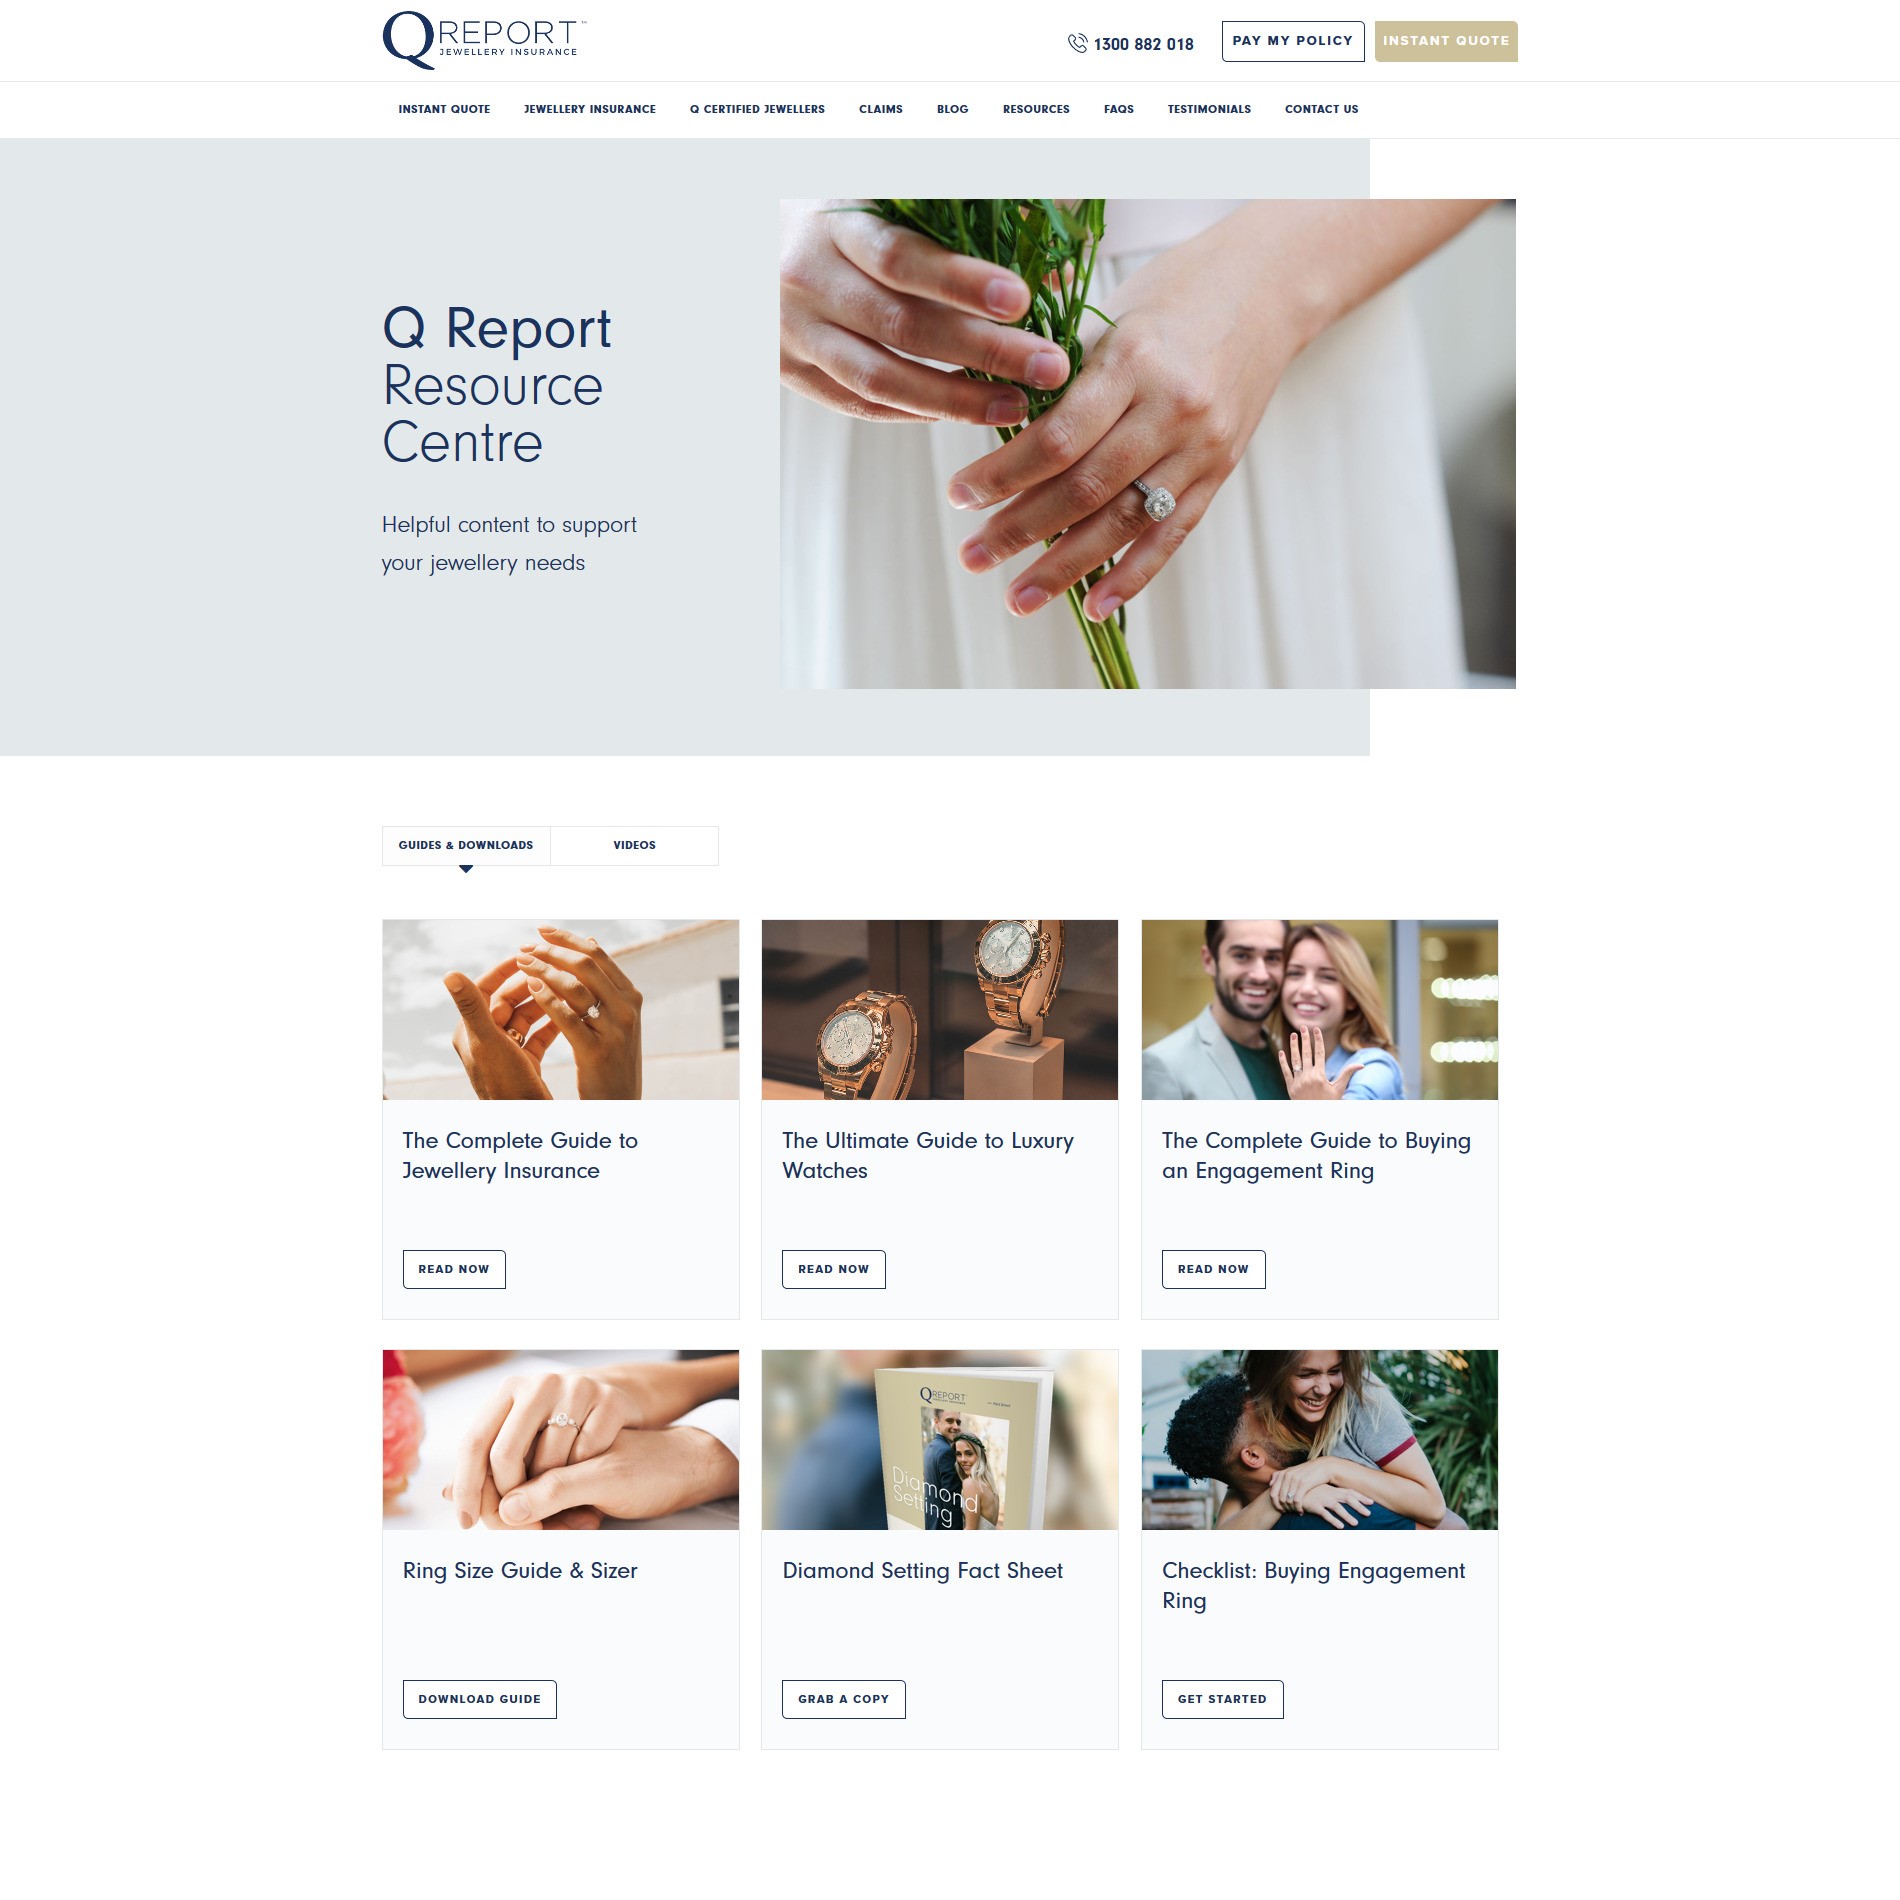 QREPORT™
JEWELLERY INSURANCE
1300 882 018
PAY MY POLICY
INSTANT QUOTE
INSTANT QUOTE
JEWELLERY INSURANCE
Q CERTIFIED JEWELLERS
CLAIMS
BLOG
RESOURCES
FAQS
TESTIMONIALS
CONTACT US
Q Report
Resource
Centre
Helpful content to support
your jewellery needs
GUIDES & DOWNLOADS
VIDEOS
The Complete Guide to
Jewellery Insurance
READ NOW
The Ultimate Guide to Luxury
Watches
READ NOW
The Complete Guide to Buying
an Engagement Ring
READ NOW
Ring Size Guide & Sizer
DOWNLOAD GUIDE
QREPORT
JEWELLERY INSURANCE
Diamond
Setting
Diamond Setting Fact Sheet
GRAB A COPY
Checklist: Buying Engagement
Ring
GET STARTED